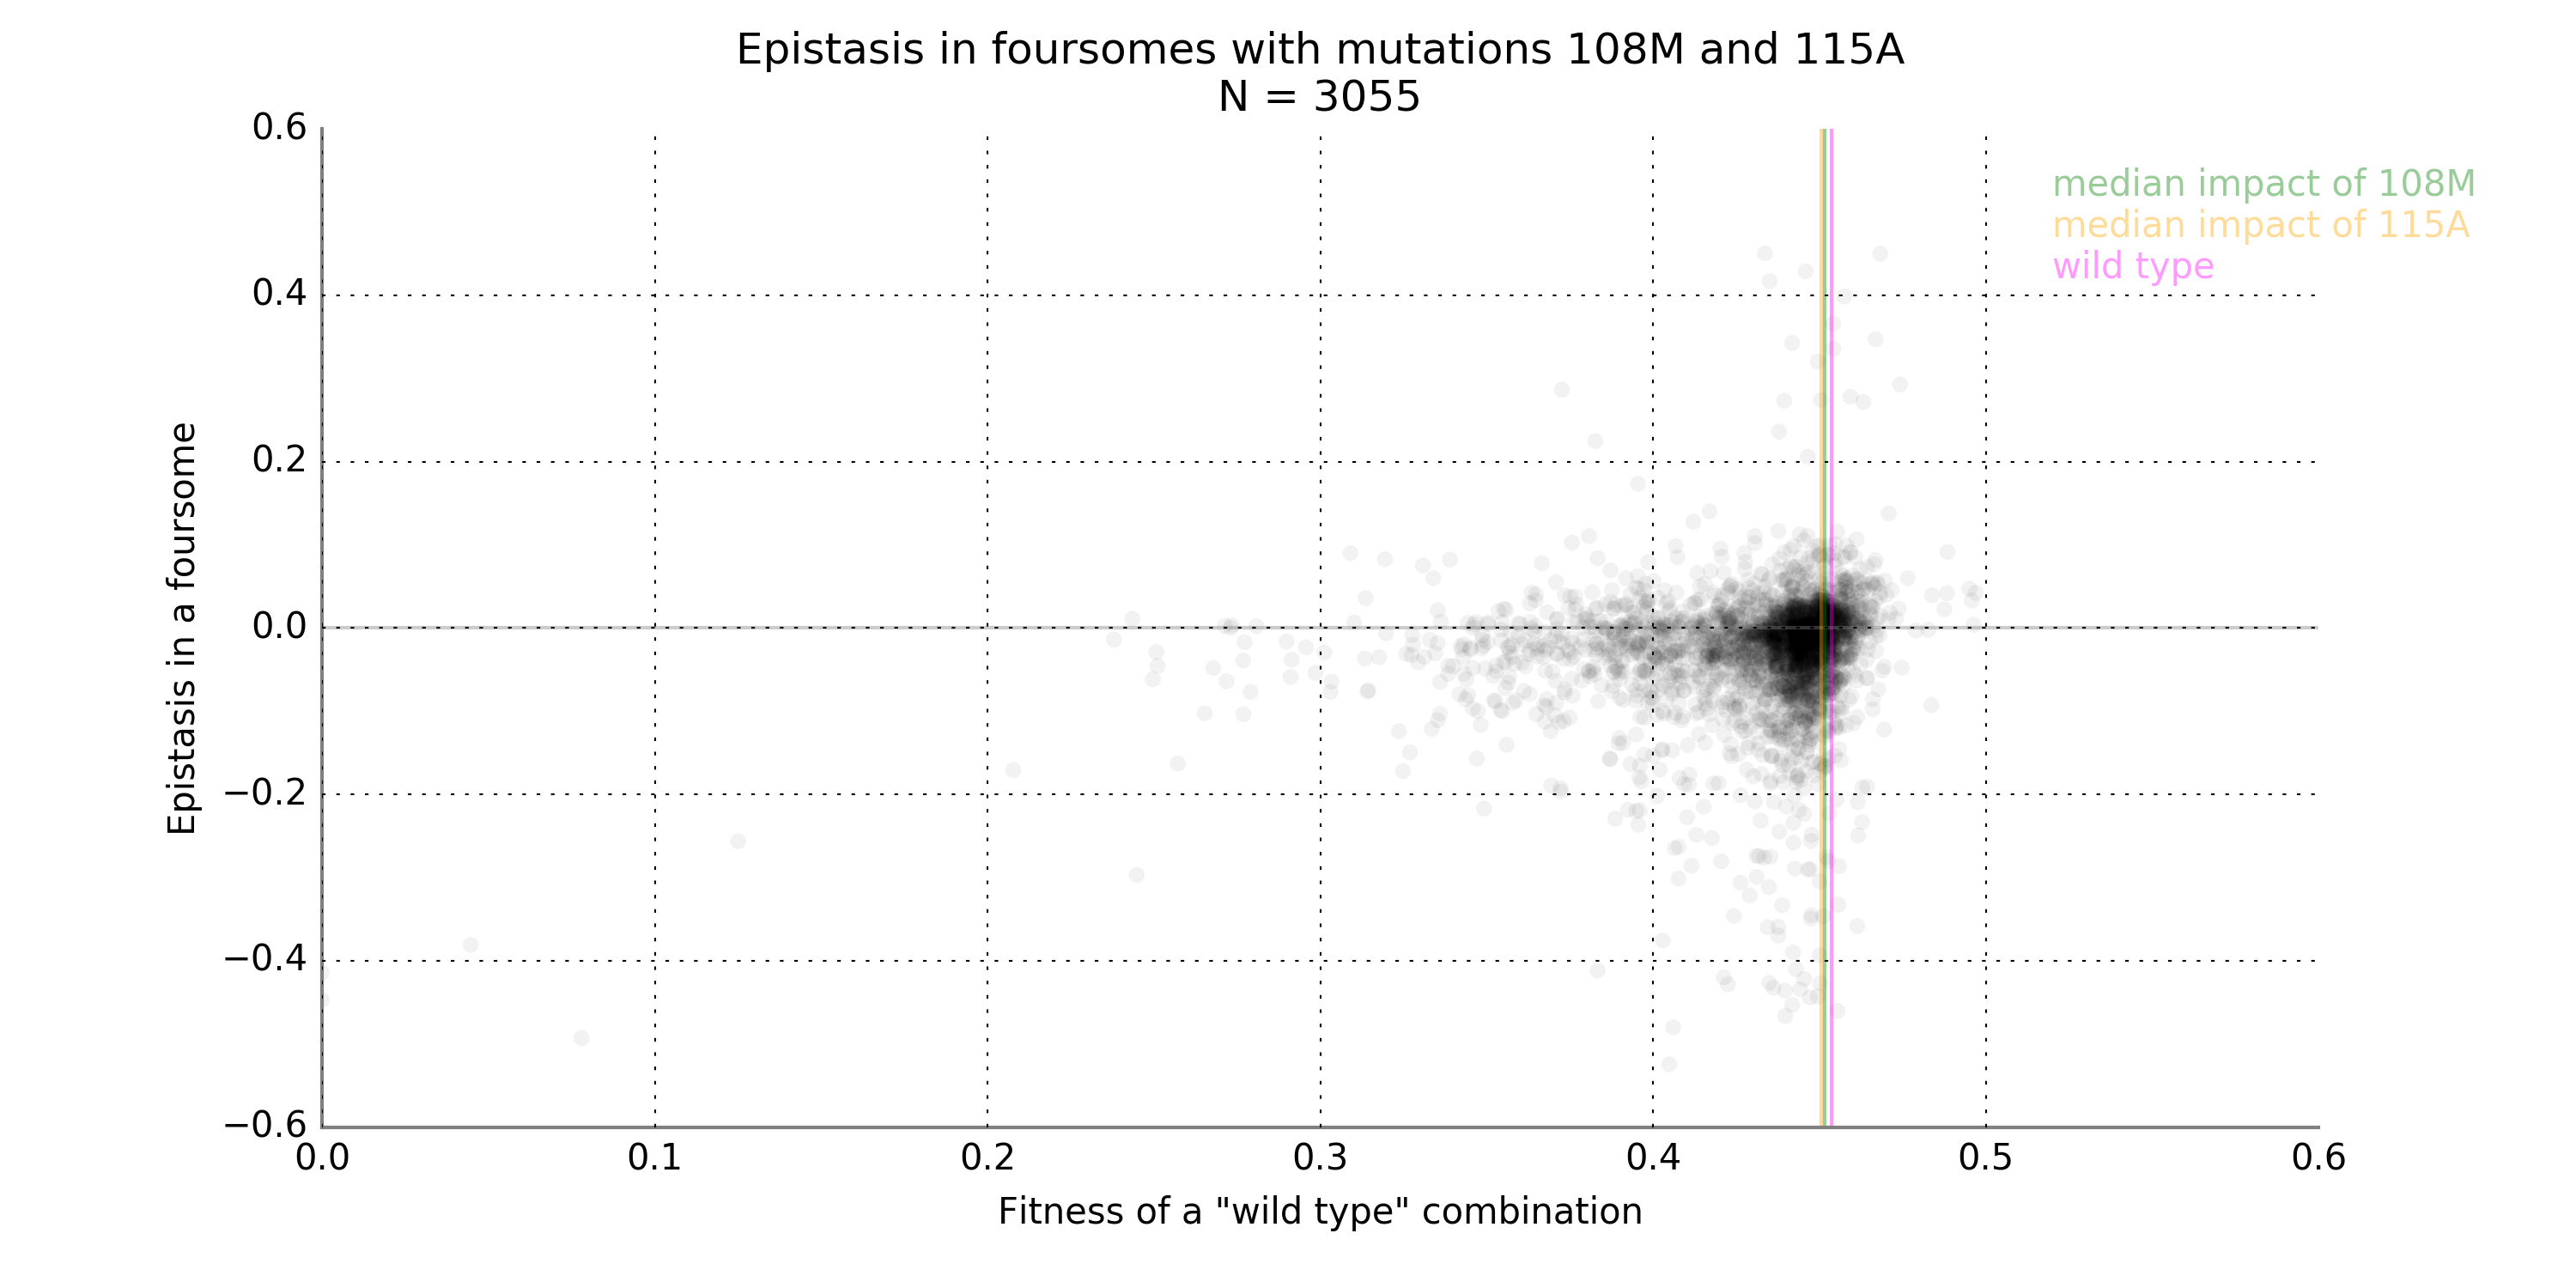 Epistasis in foursomes with mutations 108M and 115A
N = 3055
0.6
0.4
0.2
0.0
−0.2
−0.4
−0.6
Epistasis in a foursome
median impact of 108M
median impact of 115A
wild type
0.0 0.1 0.2 0.3 0.4 0.5 0.6
Fitness of a "wild type" combination